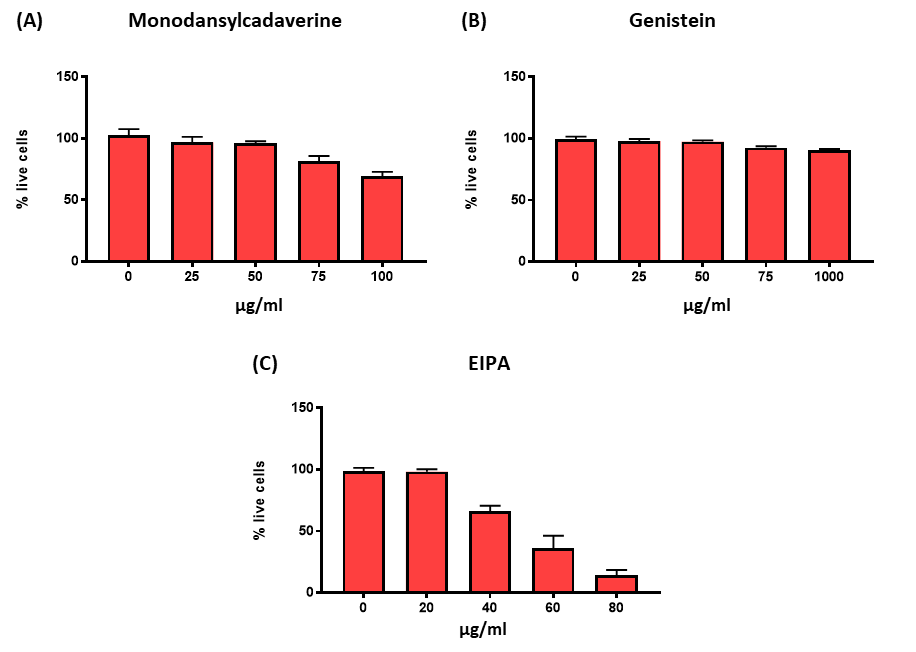 (A) Monodansylcadaverine
% live cells
150
100
50
0
0 25 50 75 100
µg/ml
(B) Genistein
% live cells
150
100
50
0
0 25 50 75 1000
µg/ml
(C) EIPA
% live cells
150
100
50
0
0 20 40 60 80
µg/ml